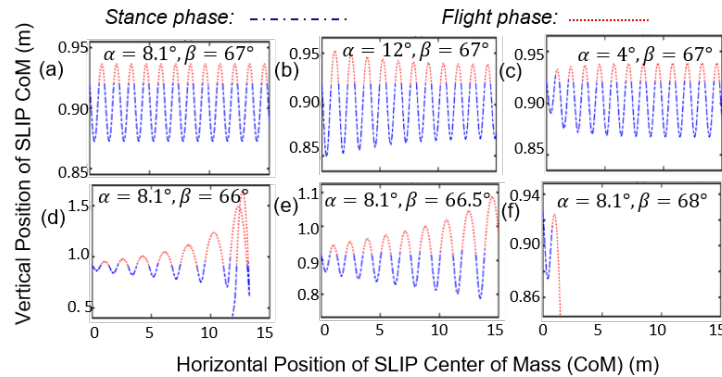 Stance phase: Flight phase:
Vertical Position of SLIP CoM (m)
(a) α = 8.1°, β = 67°
0.95
0.90
0.85
(b) α = 12°, β = 67°
0.95
0.90
0.85
(c) α = 4°, β = 67°
0.95
0.90
0.85
(d) α = 8.1°, β = 66°
1.5
1.0
0.5
0 5 10 15
(e) α = 8.1°, β = 66.5°
1.1
1.0
0.9
0.8
0 5 10 15
(f) α = 8.1°, β = 68°
0.94
0.90
0.86
0 5 10 15
Horizontal Position of SLIP Center of Mass (CoM) (m)